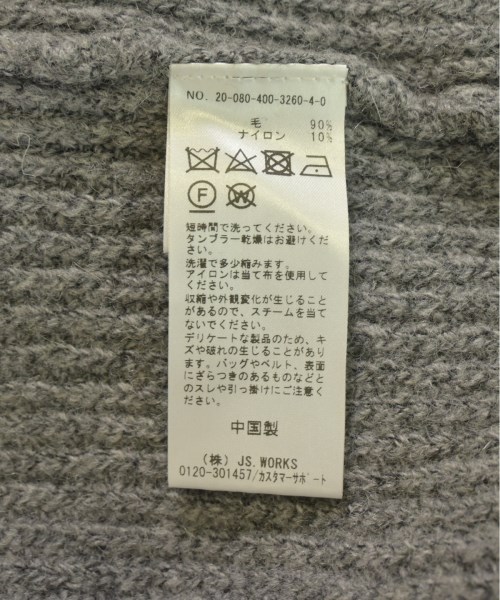 NO. 20-080-400-3260-4-0
毛 90%
ナイロン 10%
F
W
短時間で洗ってください。
タンブラー乾燥はお避けくだ
さい。
洗濯で多少縮みます。
アイロンは当て布を使用して
ください。
収縮や外観変化が生じること
があるので、スチームを当て
ないでください。
デリケートな製品のため、キ
ズや破れの生じることがあり
ます。バッグやベルト、表面
にざらつきのあるものなどと
のスレや引っ掛けにご注意く
ださい。
中国製
(株) JS.WORKS
0120-301457/カスタマーサポート